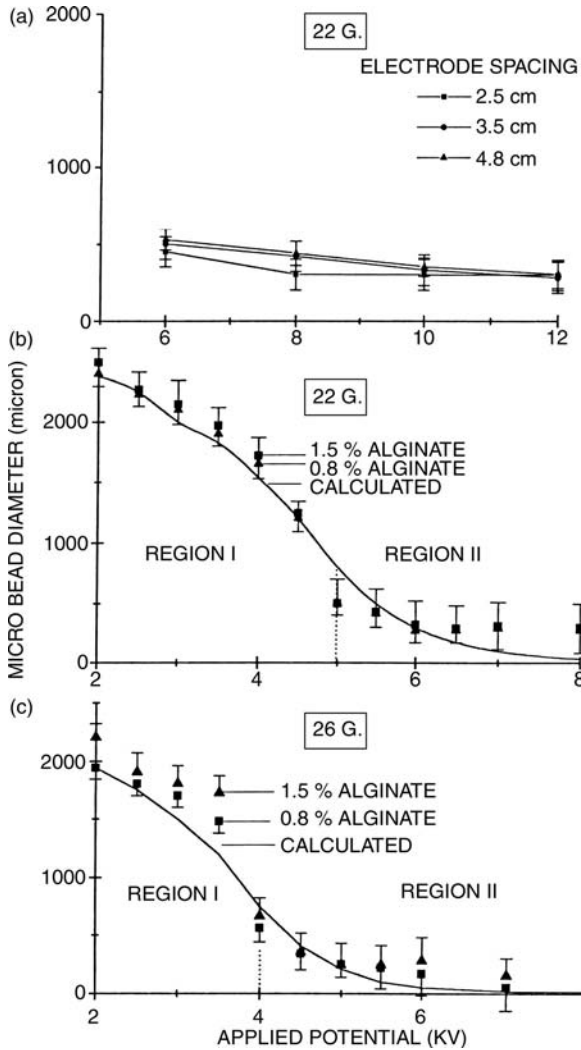 (a)
2000
22 G.
ELECTRODE SPACING
2.5 cm
3.5 cm
4.8 cm
1000
0
6
8
10
12
(b)
22 G.
2000
1.5 % ALGINATE
0.8 % ALGINATE
CALCULATED
1000
REGION I
REGION II
0
2
4
6
8
MICRO BEAD DIAMETER (micron)
(c)
26 G.
2000
1.5 % ALGINATE
0.8 % ALGINATE
CALCULATED
1000
REGION I
REGION II
0
2
4
6
APPLIED POTENTIAL (KV)